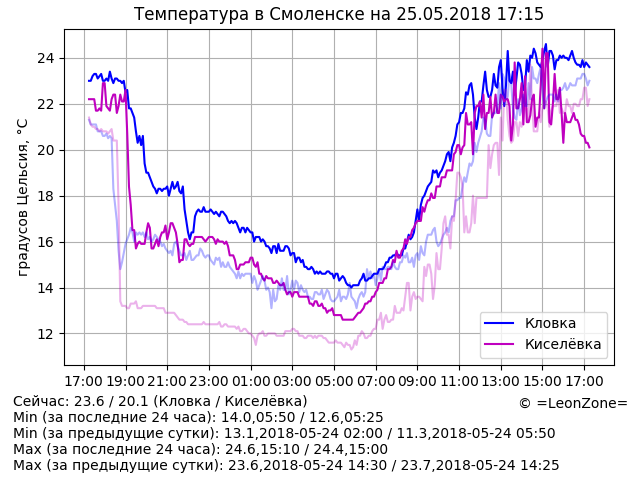 Температура в Смоленске на 25.05.2018 17:15
градусов Цельсия, °C
24
22
20
18
16
14
12
17:00 19:00 21:00 23:00 01:00 03:00 05:00 07:00 09:00 11:00 13:00 15:00 17:00
Кловка
Киселёвка
Сейчас: 23.6 / 20.1 (Кловка / Киселёвка)
© =LeonZone=
Min (за последние 24 часа): 14.0,05:50 / 12.6,05:25
Min (за предыдущие сутки): 13.1,2018-05-24 02:00 / 11.3,2018-05-24 05:50
Max (за последние 24 часа): 24.6,15:10 / 24.4,15:00
Max (за предыдущие сутки): 23.6,2018-05-24 14:30 / 23.7,2018-05-24 14:25